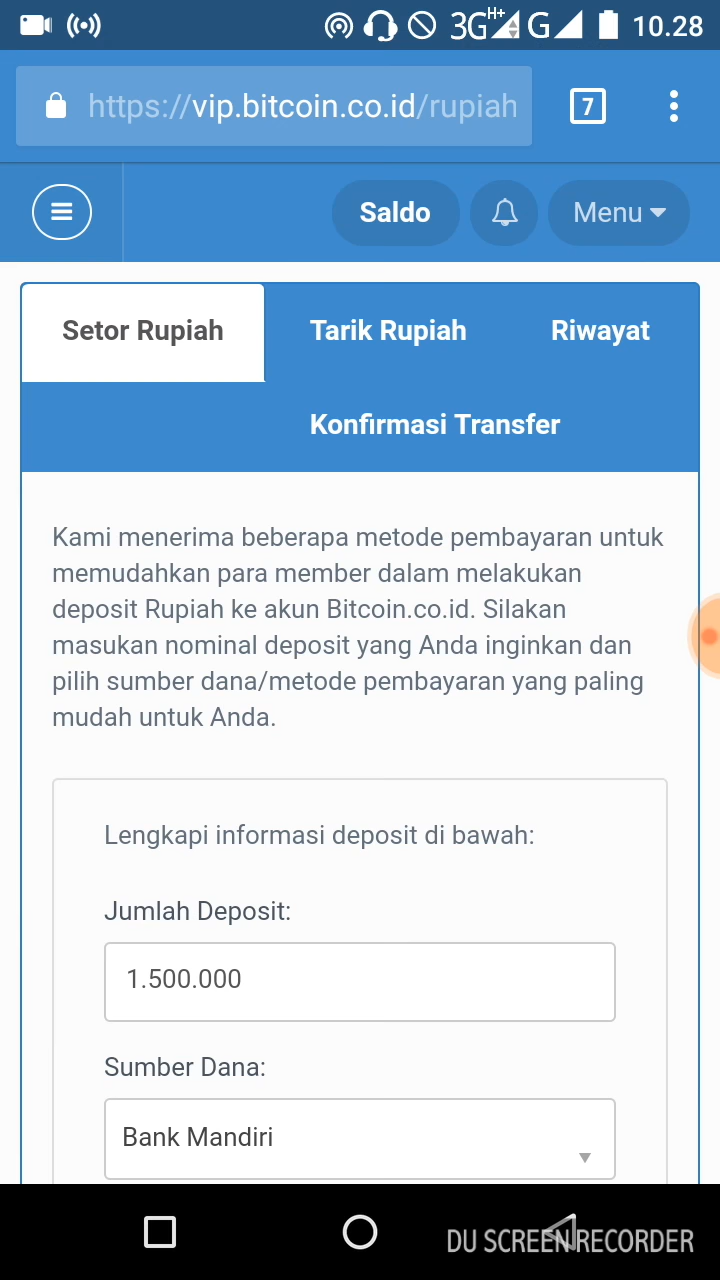 3G H+ G 10.28
https://vip.bitcoin.co.id/rupiah
7
Saldo
Menu
Setor Rupiah
Tarik Rupiah
Riwayat
Konfirmasi Transfer
Kami menerima beberapa metode pembayaran untuk
memudahkan para member dalam melakukan
deposit Rupiah ke akun Bitcoin.co.id. Silakan
masukan nominal deposit yang Anda inginkan dan
pilih sumber dana/metode pembayaran yang paling
mudah untuk Anda.
Lengkapi informasi deposit di bawah:
Jumlah Deposit:
1.500.000
Sumber Dana:
Bank Mandiri
DU SCREEN RECORDER